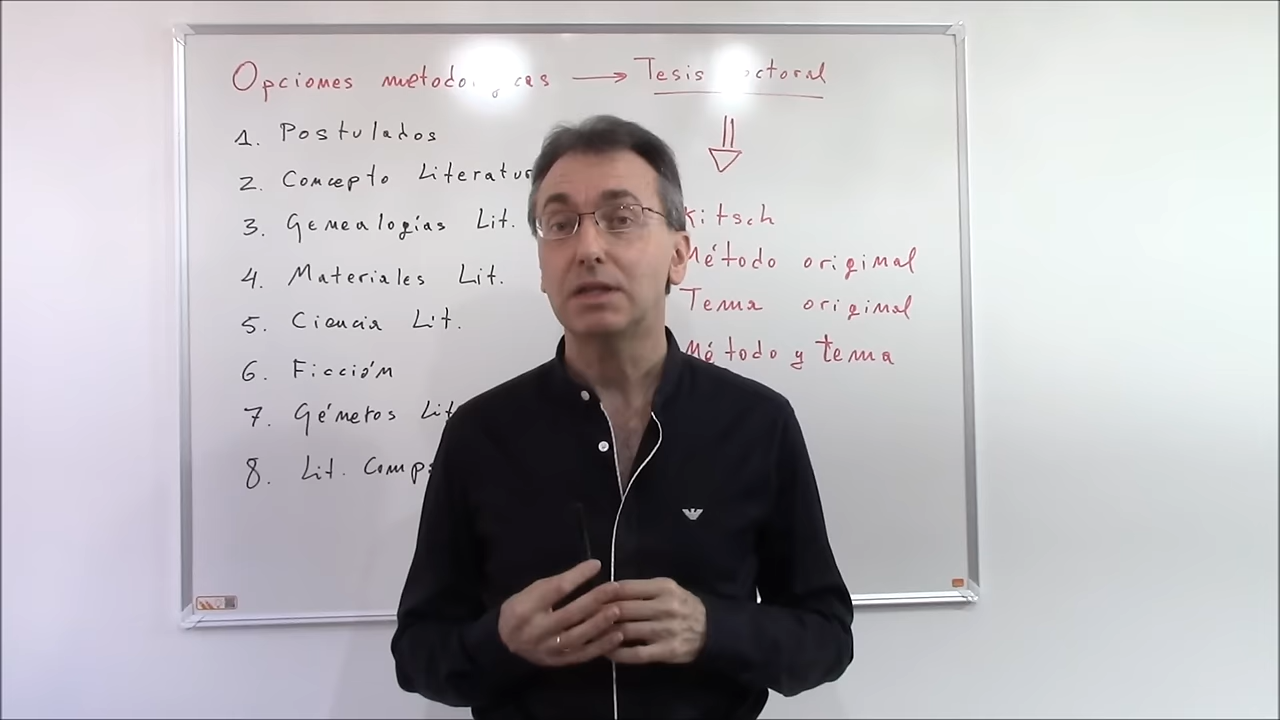 Opciones → Tesis
1. Postulados
2. Concepto
3. Genealogías Lit.
4. Materiales Lit.
5. Ciencia Lit.
6. Ficción
7. Géneros
8. Lit.
Kitsch
Método original
Tema original
Método y tema